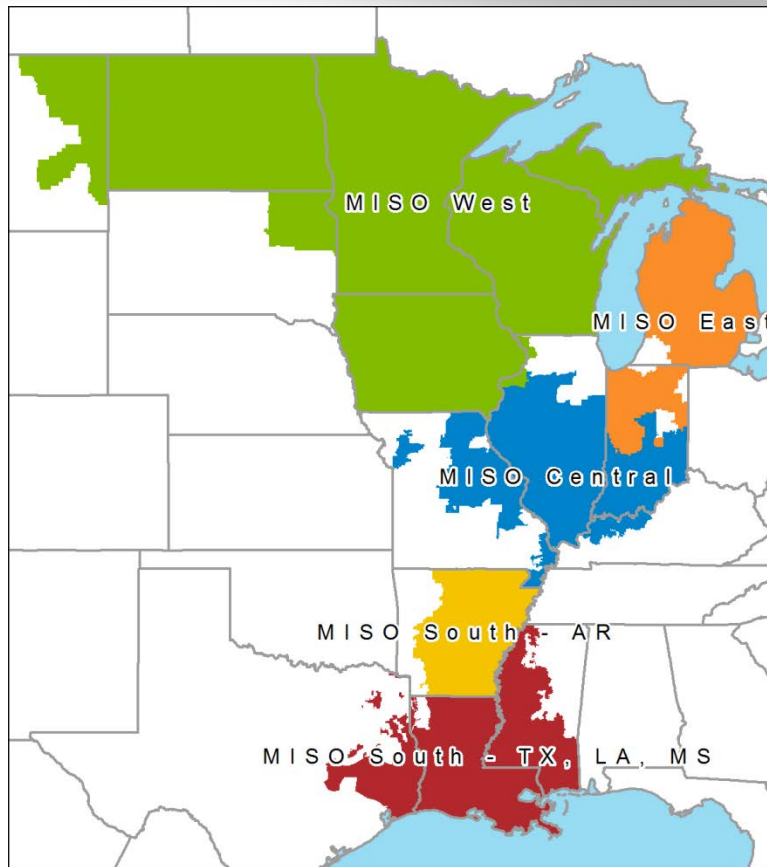 MISO West
MISO East
MISO Central
MISO South - AR
MISO South - TX, LA, MS